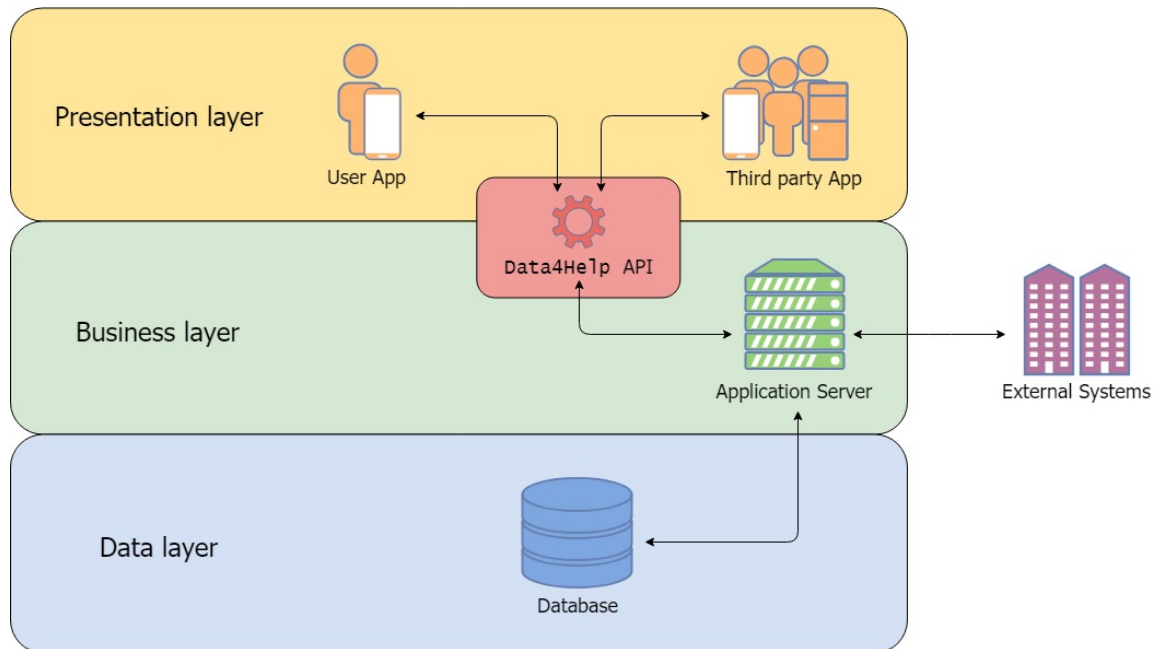 Presentation layer
User App
Third party App
Data4Help API
Business layer
Application Server
External Systems
Data layer
Database